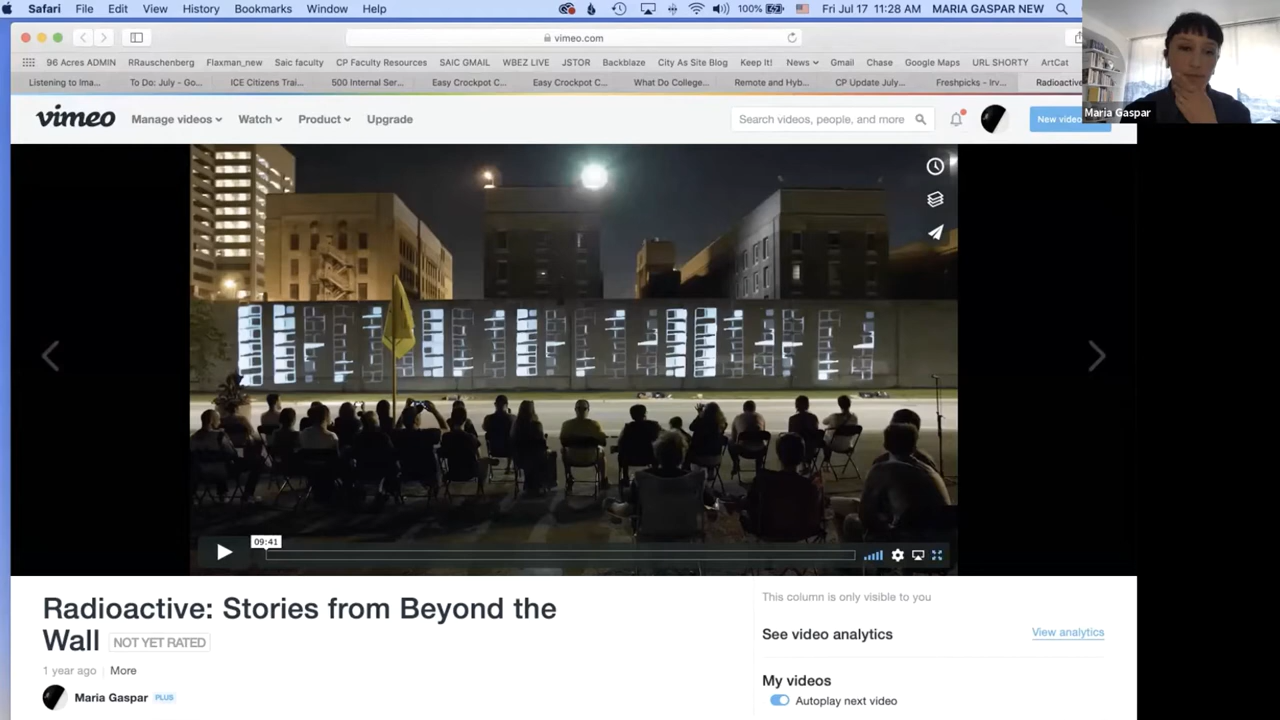 Safari File Edit View History Bookmarks Window Help 100% Fri Jul 17 11:28 AM MARIA GASPAR NEW
vimeo.com
96 Acres ADMIN RRauschenberg Flaxman_new Saic faculty CP Faculty Resources SAIC GMAIL WBEZ LIVE JSTOR Backblaze City As Site Blog Keep It! News Gmail Chase Google Maps URL SHORTY ArtCat
Listening to Ima... To Do: July - Go... ICE Citizens Trai... 500 Internal Ser... Easy Crockpot C... Easy Crockpot C... What Do College... Remote and Hyb... CP Update July... Freshpicks - Irv... Radioactive
Maria Gaspar
vimeo Manage videos Watch Product Upgrade Search videos, people, and more New video
09:41
Radioactive: Stories from Beyond the
Wall NOT YET RATED
1 year ago More
Maria Gaspar PLUS
This column is only visible to you
See video analytics View analytics
My videos
Autoplay next video